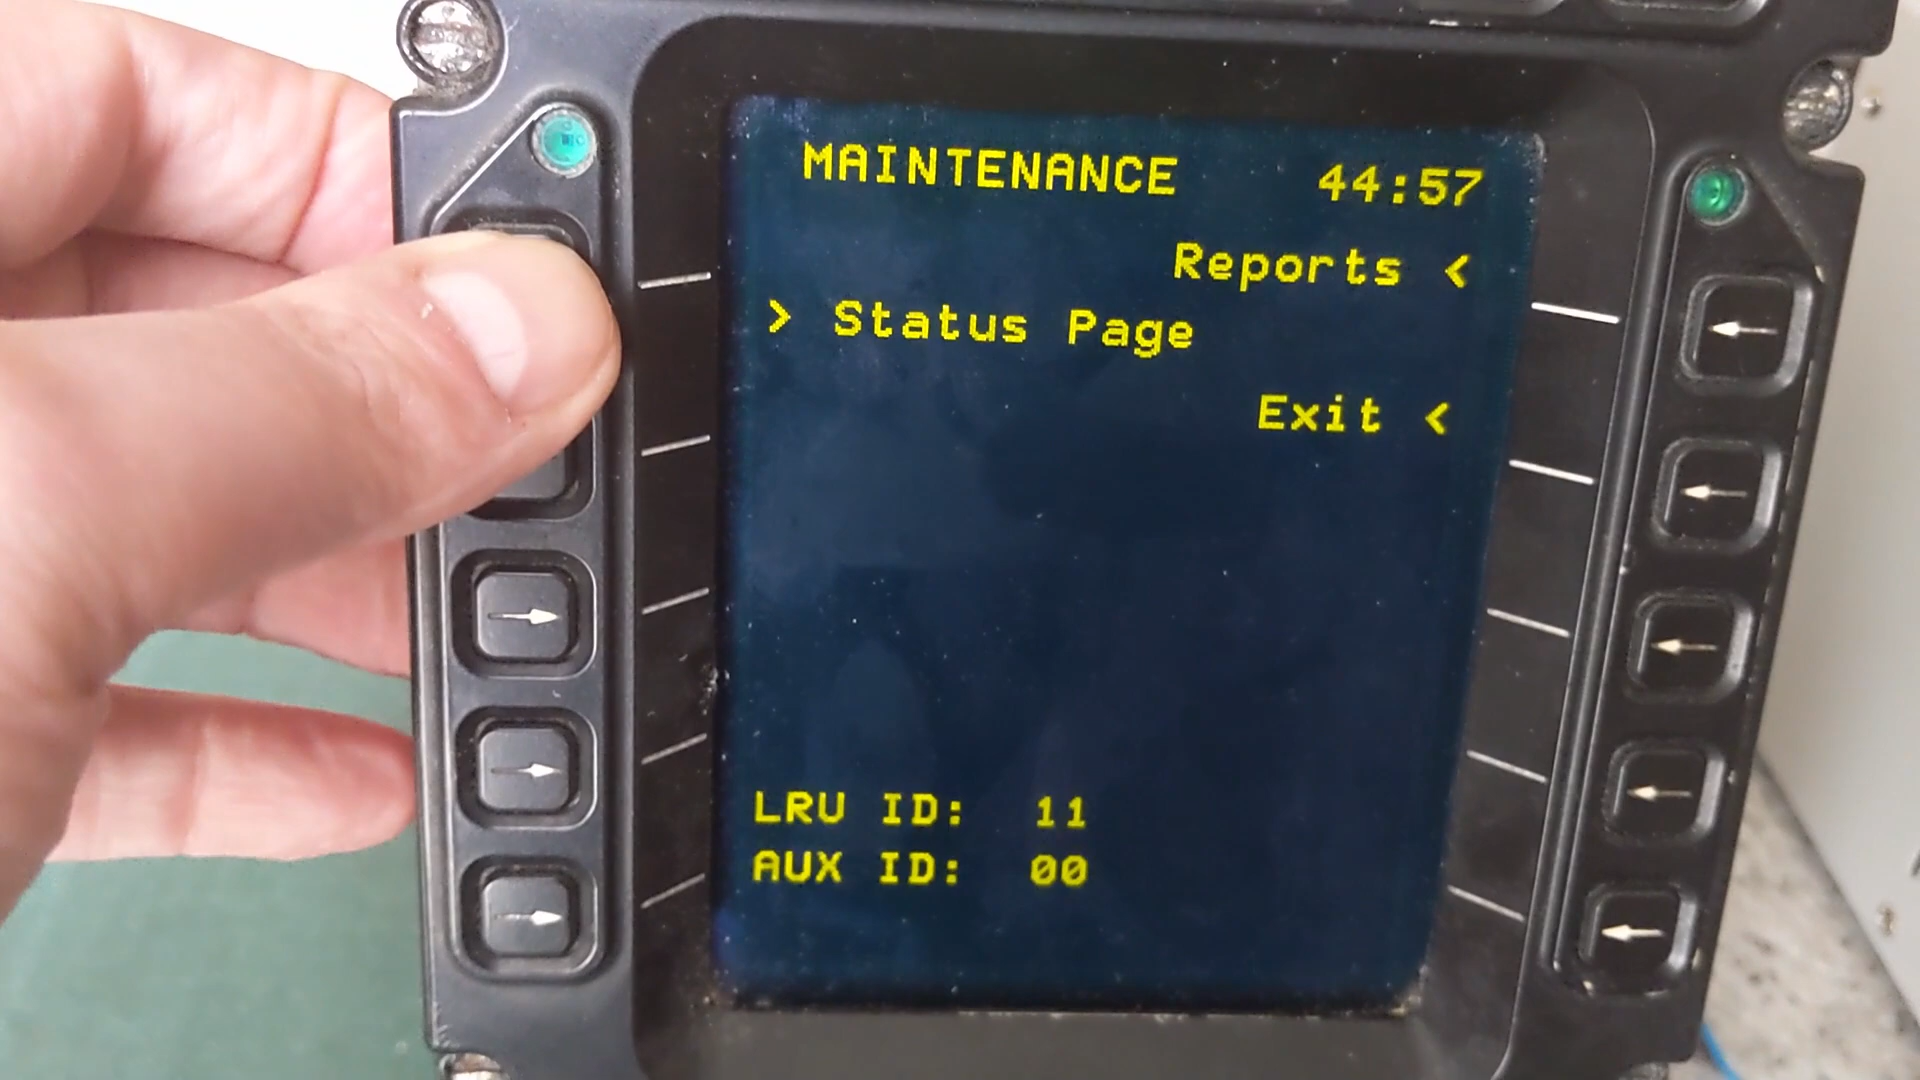 MAINTENANCE 44:57
Reports <
> Status Page
Exit <
LRU ID: 11
AUX ID: 00